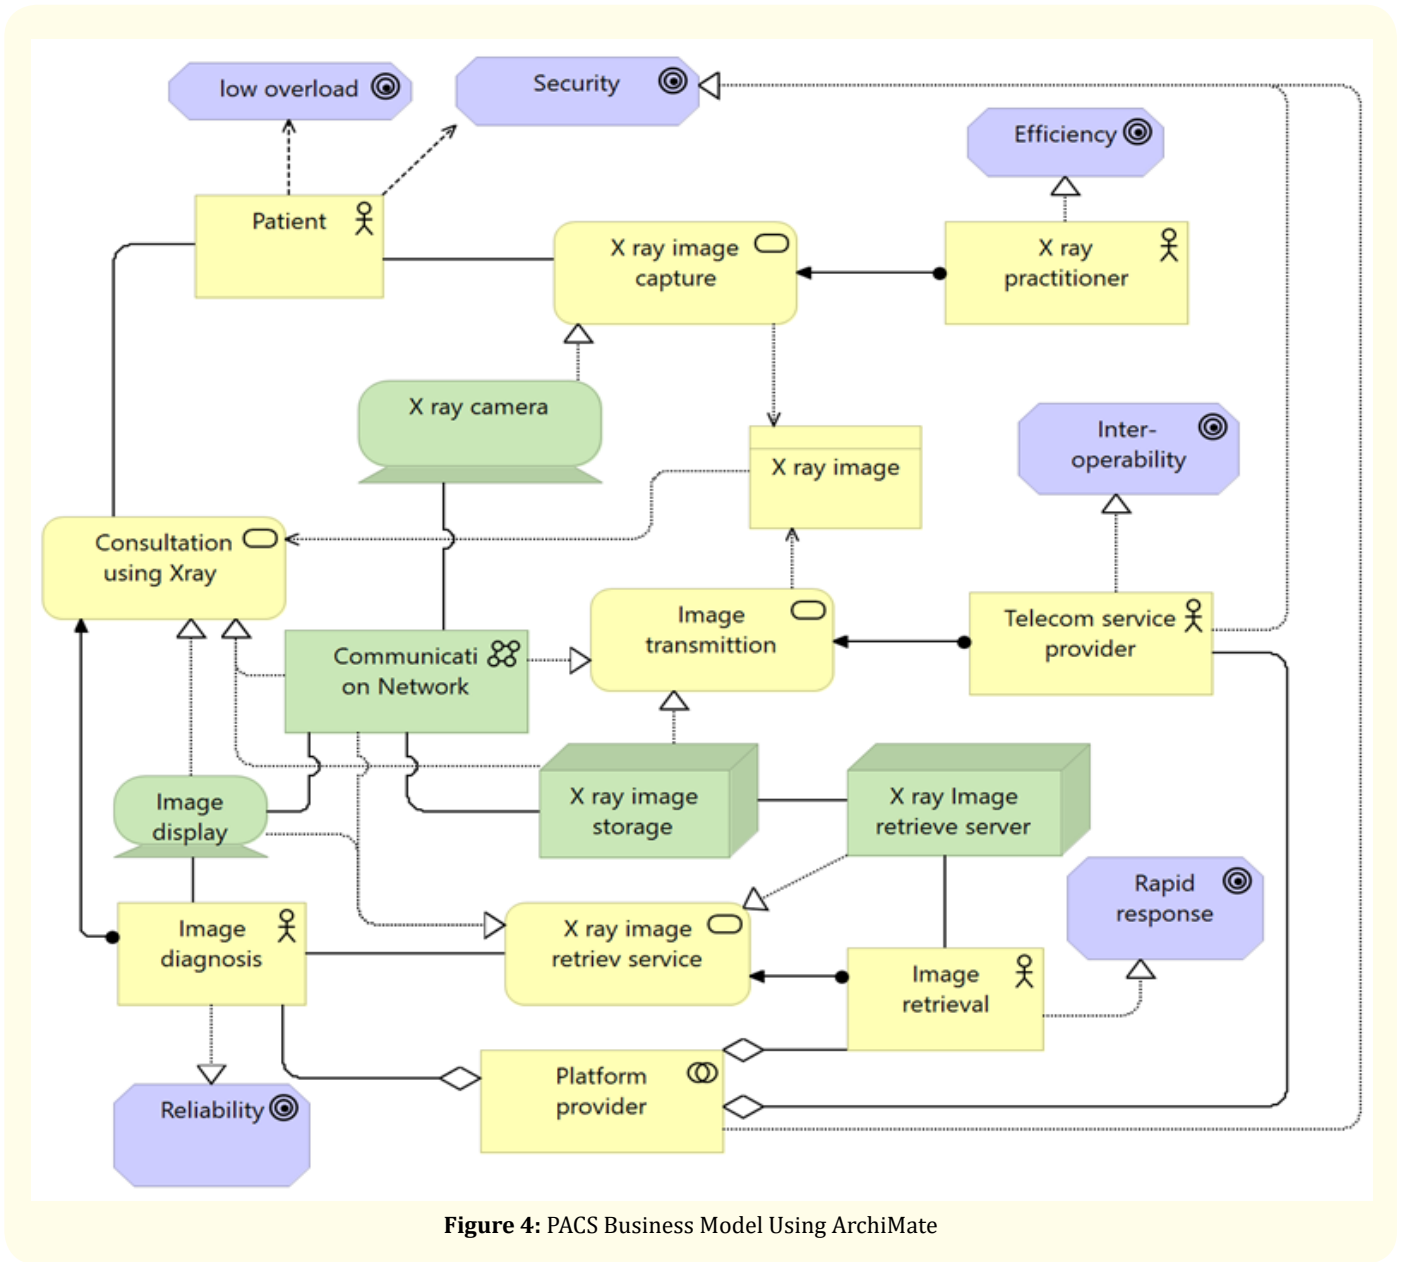 low overload
Security
Efficiency
Patient
X ray image
capture
X ray
practitioner
X ray camera
Inter-
operability
X ray image
Consultation
using Xray
Image
transmittion
Telecom service
provider
Communicati
on Network
Image
display
X ray image
storage
X ray Image
retrieve server
Rapid
response
Image
diagnosis
X ray image
retriev service
Image
retrieval
Platform
provider
Reliability
Figure 4: PACS Business Model Using ArchiMate